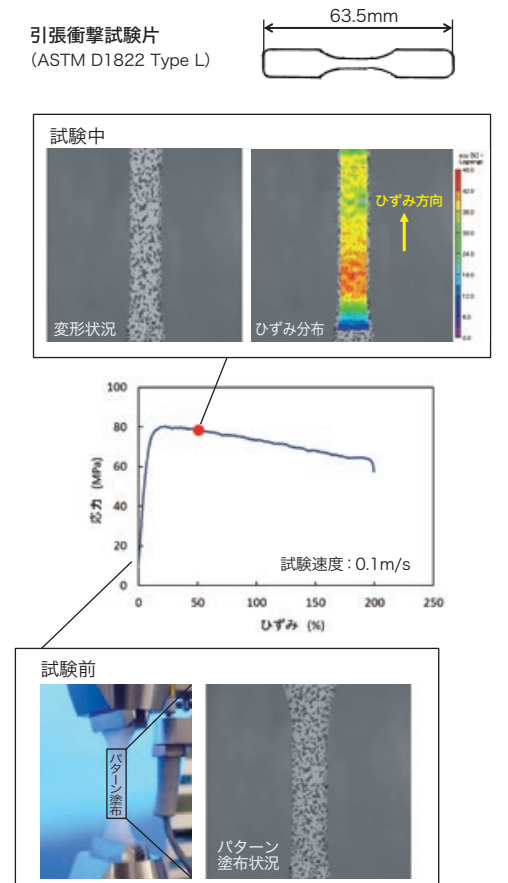 引張衝撃試験片
(ASTM D1822 Type L)
63.5mm
試験中
変形状況
ひずみ分布
ひずみ方向
100
80
60
40
20
0
応力 (MPa)
0 50 100 150 200 250
ひずみ (%)
試験速度：0.1m/s
試験前
パターン塗布
パターン
塗布状況